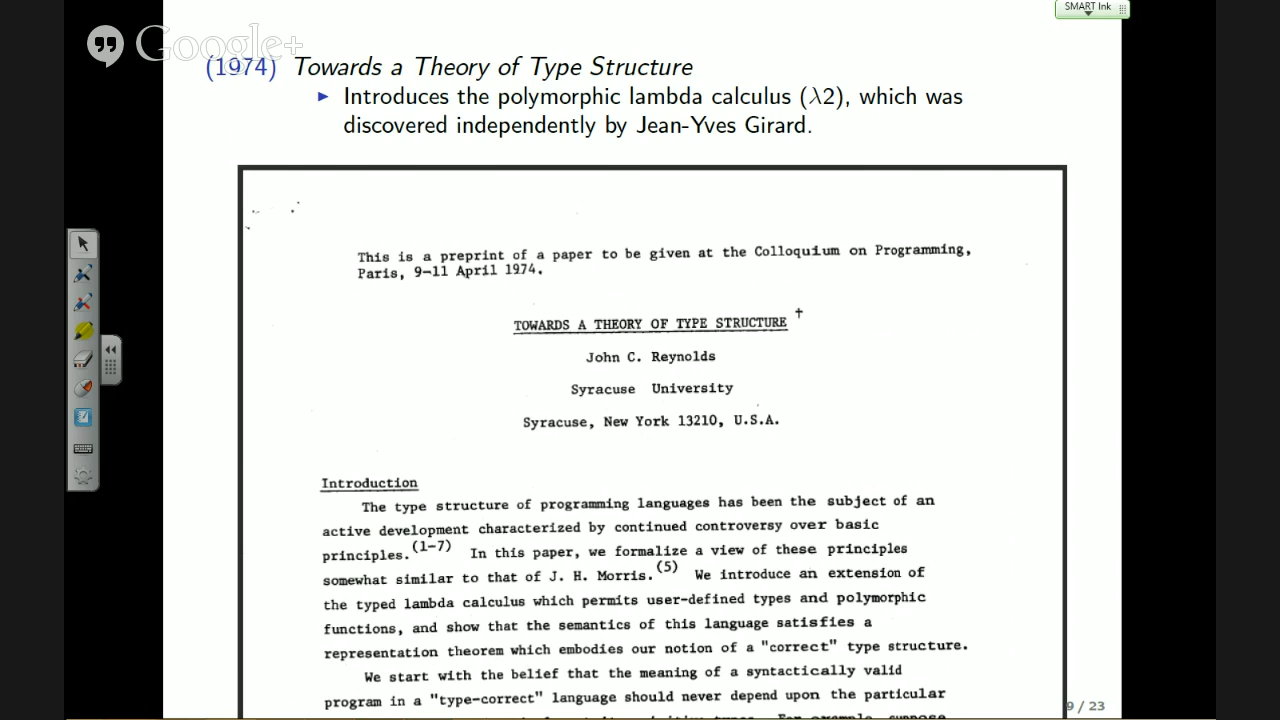 SMART Ink
Google+
(1974) Towards a Theory of Type Structure
▶ Introduces the polymorphic lambda calculus (λ2), which was
discovered independently by Jean-Yves Girard.
This is a preprint of a paper to be given at the Colloquium on Programming,
Paris, 9-11 April 1974.
TOWARDS A THEORY OF TYPE STRUCTURE †
John C. Reynolds
Syracuse University
Syracuse, New York 13210, U.S.A.
Introduction
The type structure of programming languages has been the subject of an
active development characterized by continued controversy over basic
principles.(1-7) In this paper, we formalize a view of these principles
somewhat similar to that of J. H. Morris.(5) We introduce an extension of
the typed lambda calculus which permits user-defined types and polymorphic
functions, and show that the semantics of this language satisfies a
representation theorem which embodies our notion of a "correct" type structure.
We start with the belief that the meaning of a syntactically valid
program in a "type-correct" language should never depend upon the particular
9 / 23